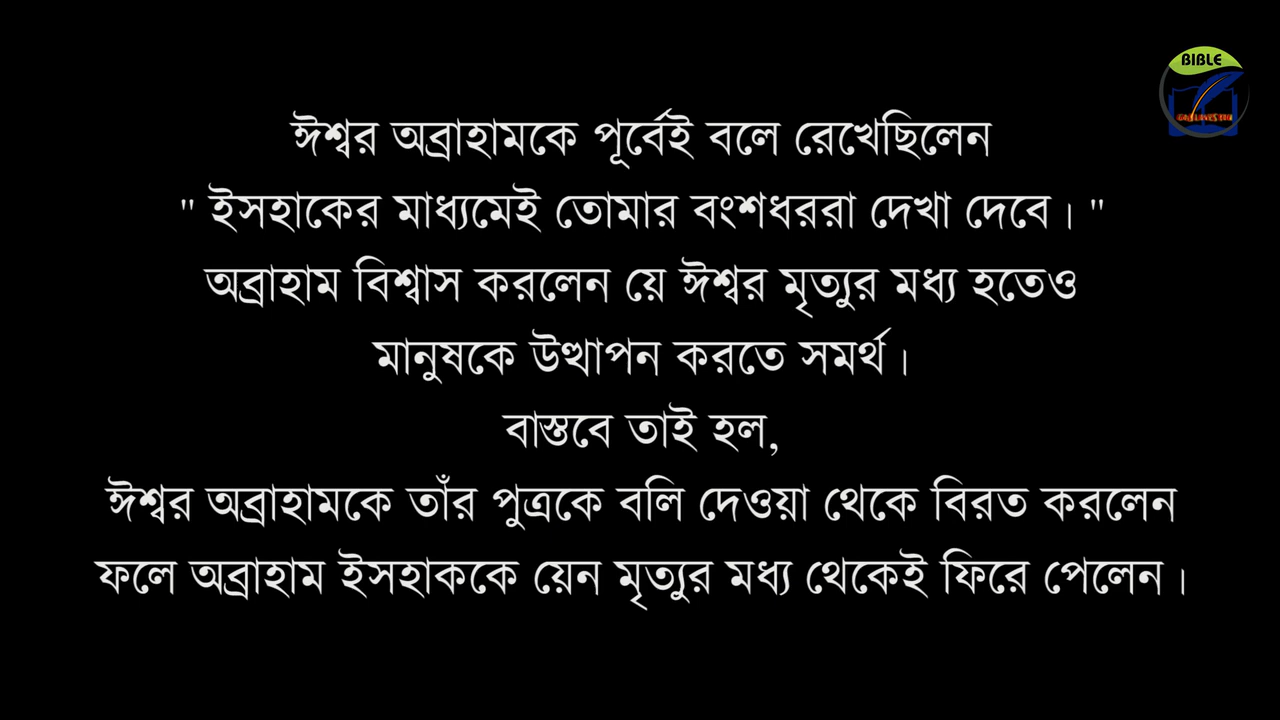 BIBLE
ঈশ্বর অব্রাহামকে পূর্বেই বলে রেখেছিলেন
" ইসহাকের মাধ্যমেই তোমার বংশধররা দেখা দেবে। "
অব্রাহাম বিশ্বাস করলেন য়ে ঈশ্বর মৃত্যুর মধ্য হতেও
মানুষকে উত্থাপন করতে সমর্থ।
বাস্তবে তাই হল,
ঈশ্বর অব্রাহামকে তাঁর পুত্রকে বলি দেওয়া থেকে বিরত করলেন
ফলে অব্রাহাম ইসহাককে য়েন মৃত্যুর মধ্য থেকেই ফিরে পেলেন।